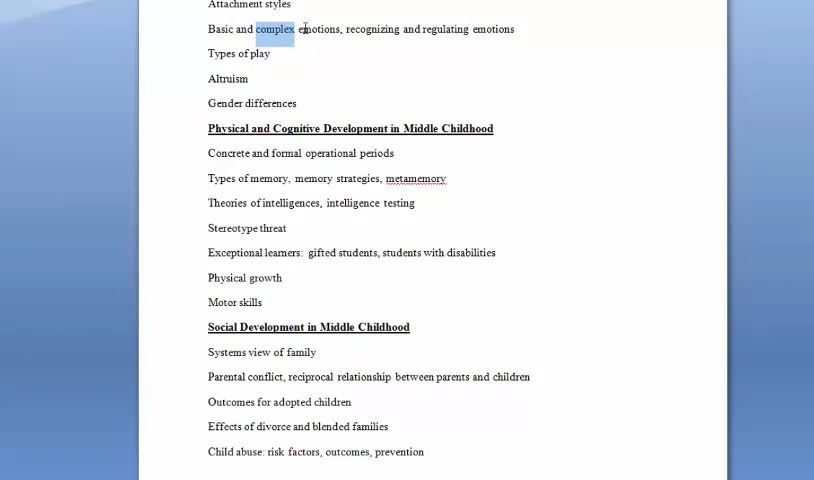 Attachment styles
Basic and complex emotions, recognizing and regulating emotions
Types of play
Altruism
Gender differences
Physical and Cognitive Development in Middle Childhood
Concrete and formal operational periods
Types of memory, memory strategies, metamemory
Theories of intelligences, intelligence testing
Stereotype threat
Exceptional learners: gifted students, students with disabilities
Physical growth
Motor skills
Social Development in Middle Childhood
Systems view of family
Parental conflict, reciprocal relationship between parents and children
Outcomes for adopted children
Effects of divorce and blended families
Child abuse: risk factors, outcomes, prevention